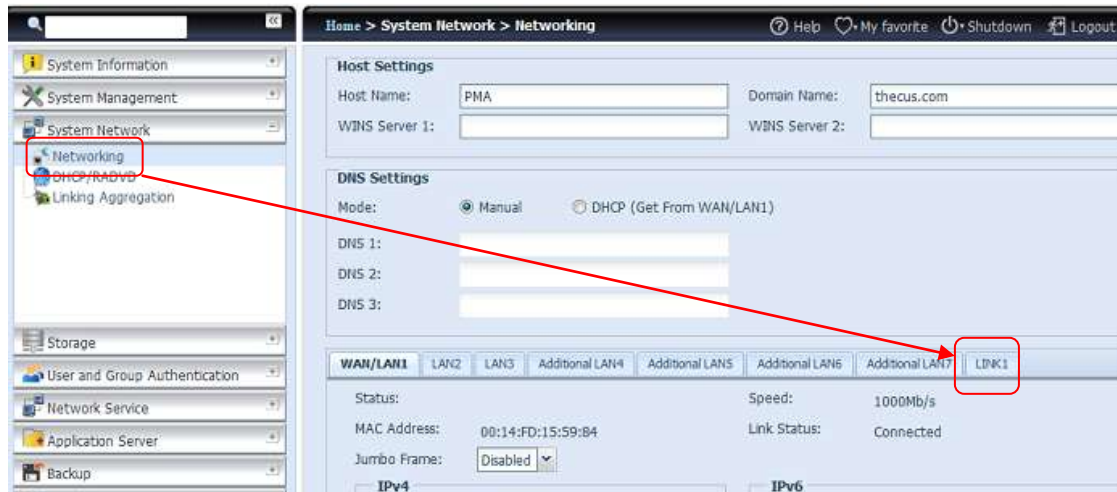 Home > System Network > Networking
Help My favorite Shutdown Logout
System Information
System Management
System Network
Networking
DHCP/RADVD
Linking Aggregation
Storage
User and Group Authentication
Network Service
Application Server
Backup
Host Settings
Host Name: PMA Domain Name: thecus.com
WINS Server 1: WINS Server 2:
DNS Settings
Mode: Manual DHCP (Get From WAN/LAN1)
DNS 1:
DNS 2:
DNS 3:
WAN/LAN1 LAN2 LAN3 Additional LAN4 Additional LAN5 Additional LAN6 Additional LAN7 LINK1
Status: Speed: 1000Mb/s
MAC Address: 00:14:FD:15:59:84 Link Status: Connected
Jumbo Frame: Disabled
IPv4 IPv6